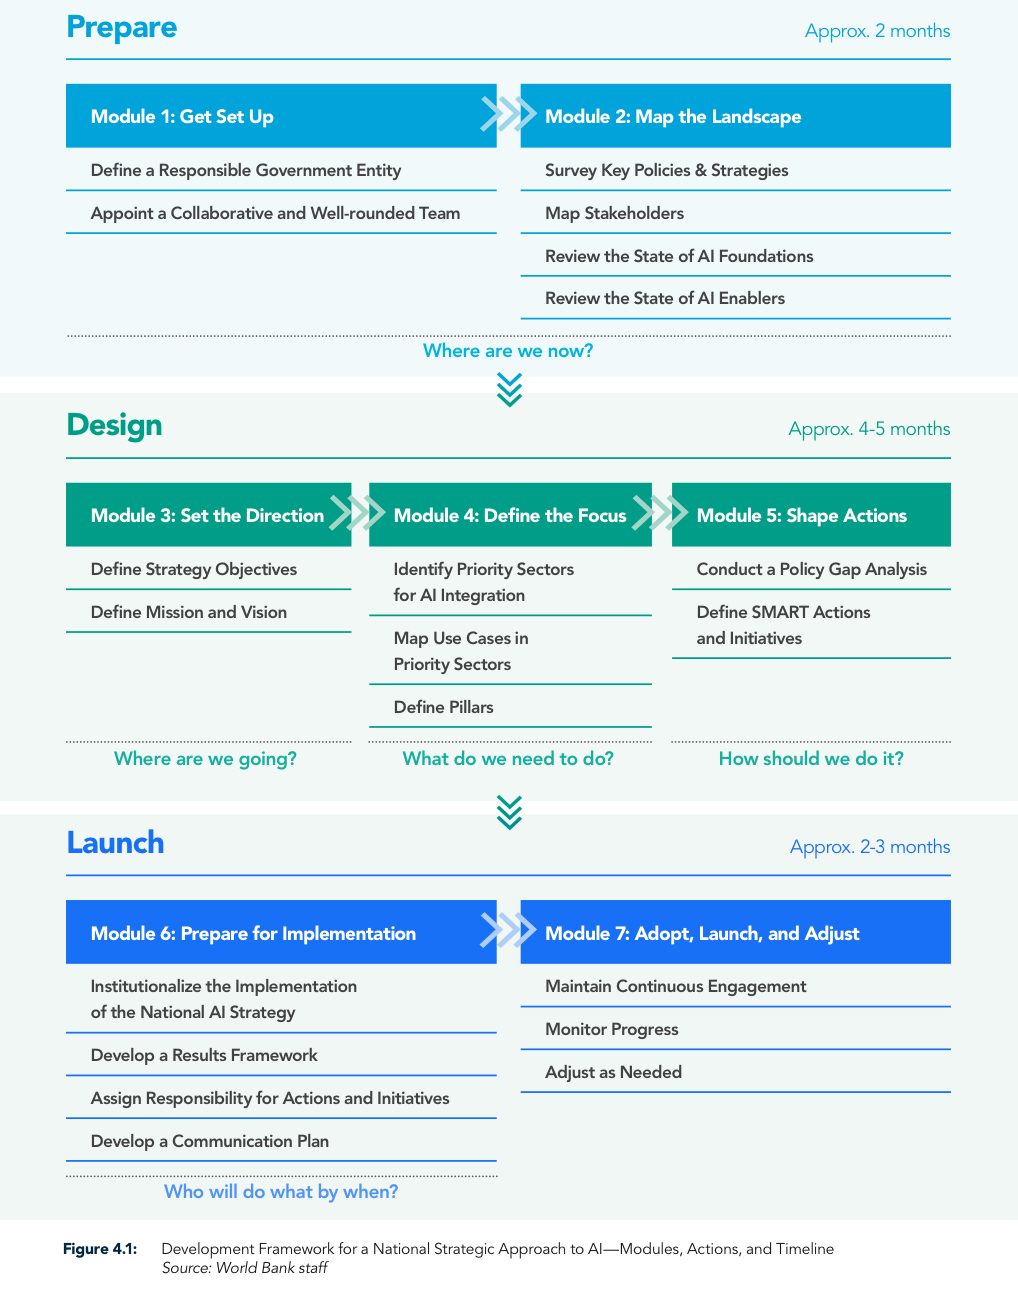 Prepare
Approx. 2 months
Module 1: Get Set Up
Define a Responsible Government Entity
Appoint a Collaborative and Well-rounded Team
Module 2: Map the Landscape
Survey Key Policies & Strategies
Map Stakeholders
Review the State of AI Foundations
Review the State of AI Enablers
Where are we now?
Design
Approx. 4-5 months
Module 3: Set the Direction
Define Strategy Objectives
Define Mission and Vision
Where are we going?
Module 4: Define the Focus
Identify Priority Sectors
for AI Integration
Map Use Cases in
Priority Sectors
Define Pillars
What do we need to do?
Module 5: Shape Actions
Conduct a Policy Gap Analysis
Define SMART Actions
and Initiatives
How should we do it?
Launch
Approx. 2-3 months
Module 6: Prepare for Implementation
Institutionalize the Implementation
of the National AI Strategy
Develop a Results Framework
Assign Responsibility for Actions and Initiatives
Develop a Communication Plan
Who will do what by when?
Module 7: Adopt, Launch, and Adjust
Maintain Continuous Engagement
Monitor Progress
Adjust as Needed
Figure 4.1: Development Framework for a National Strategic Approach to AI—Modules, Actions, and Timeline
Source: World Bank staff